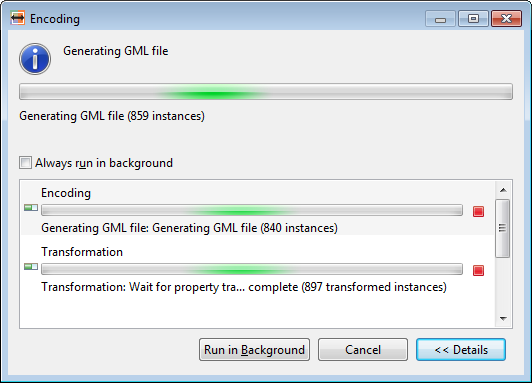 Encoding
Generating GML file
Generating GML file (859 instances)
Always run in background
Encoding
Generating GML file: Generating GML file (840 instances)
Transformation
Transformation: Wait for property tra... complete (897 transformed instances)
Run in Background Cancel << Details